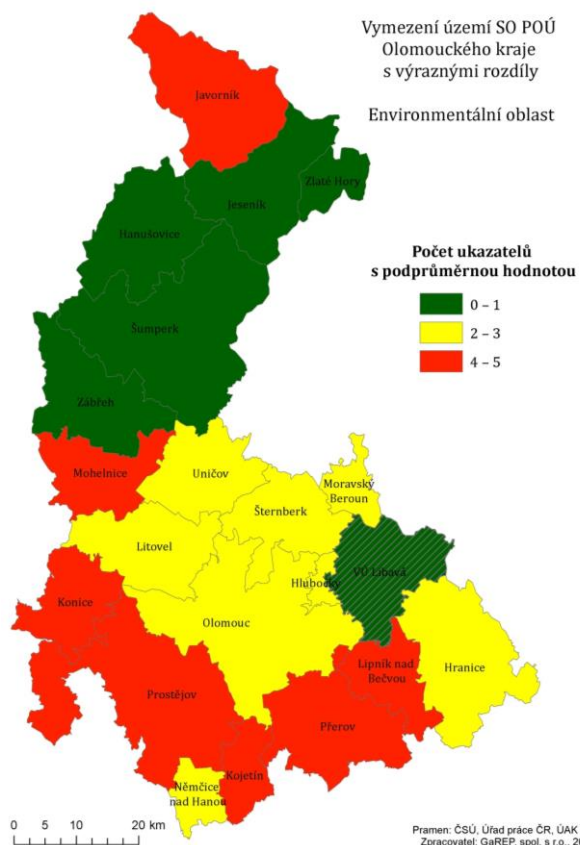 Vymezení území SO POÚ
Olomouckého kraje
s výraznými rozdíly
Environmentální oblast
Javorník
Zlaté Hory
Jeseník
Hanušovice
Počet ukazatelů
s podprůměrnou hodnotou
0 – 1
2 – 3
4 – 5
Šumperk
Zábřeh
Mohelnice
Uničov
Moravský
Beroun
Šternberk
Litovel
VÚ Libavá
Hlubočky
Konice
Olomouc
Lipník nad
Bečvou
Hranice
Prostějov
Přerov
Kojetín
Němčice
nad Hanou
0 5 10 20 km
Pramen: ČSÚ, Úřad práce ČR, ÚAK
Zpracovatel: GaREP, spol. s r.o., 20